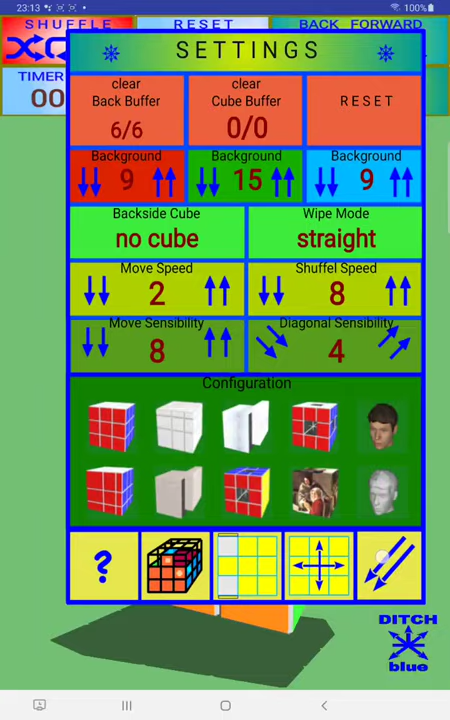 23:13
100%
SHUFFLE
RESET
BACK FORWARD
TIMER
00
SETTINGS
clear
Back Buffer
6/6
clear
Cube Buffer
0/0
RESET
Background
9
Background
15
Background
9
Backside Cube
no cube
Wipe Mode
straight
Move Speed
2
Shuffel Speed
8
Move Sensibility
8
Diagonal Sensibility
4
Configuration
?
DITCH
blue